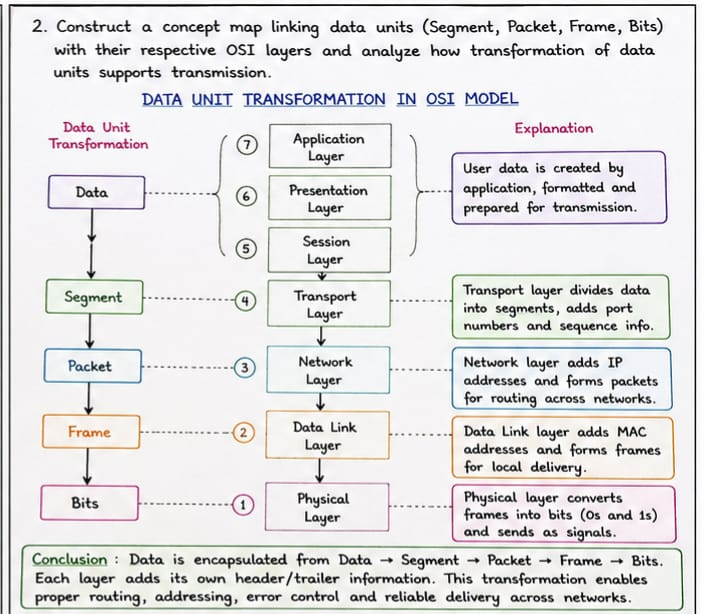 2. Construct a concept map linking data units (Segment, Packet, Frame, Bits)
with their respective OSI layers and analyze how transformation of data
units supports transmission.
DATA UNIT TRANSFORMATION IN OSI MODEL
Data Unit
Transformation
Explanation
7
Application
Layer
Data
6
Presentation
Layer
User data is created by
application, formatted and
prepared for transmission.
5
Session
Layer
Segment
4
Transport
Layer
Transport layer divides data
into segments, adds port
numbers and sequence info.
Packet
3
Network
Layer
Network layer adds IP
addresses and forms packets
for routing across networks.
Frame
2
Data Link
Layer
Data Link layer adds MAC
addresses and forms frames
for local delivery.
Bits
1
Physical
Layer
Physical layer converts
frames into bits (0s and 1s)
and sends as signals.
Conclusion : Data is encapsulated from Data → Segment → Packet → Frame → Bits.
Each layer adds its own header/trailer information. This transformation enables
proper routing, addressing, error control and reliable delivery across networks.